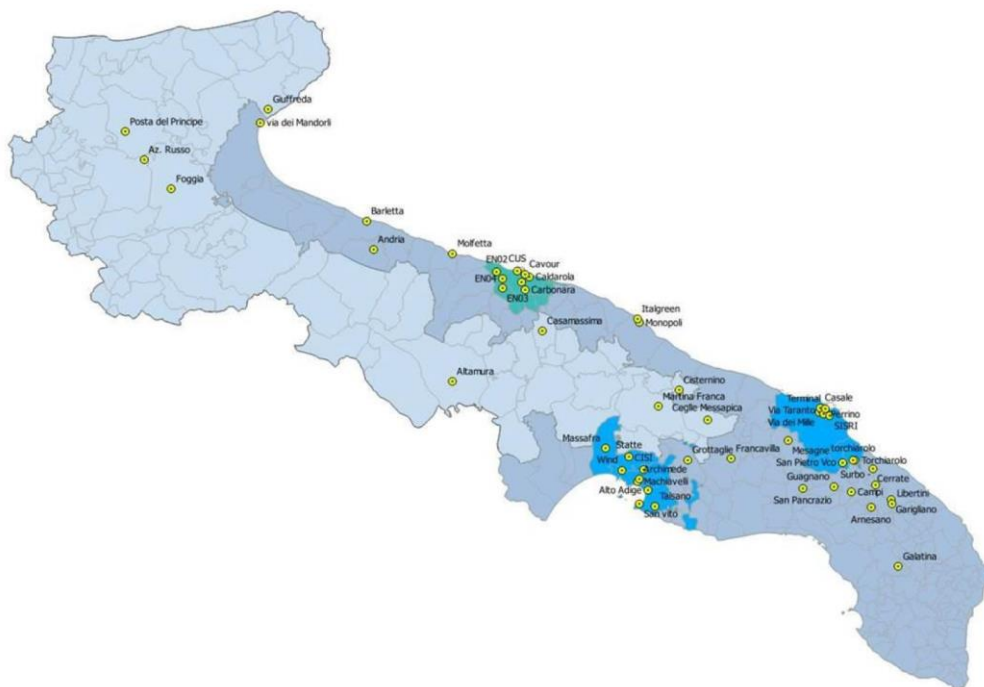 Giuffreda
via dei Mandorli
Posta del Principe
Az. Russo
Foggia
Barletta
Andria
Molfetta
EN02 CUS
Cavour
EN04
Caldarola
Carbonara
EN03
Italgreen
Monopoli
Casamassima
Altamura
Cisternino
Martina Franca
Ceglie Messapica
Terminal Casale
Via Taranto
Perrino
Via dei Mille
SISRI
Massafra
Statte
Mesagne
torchiarolo
Wind
CISI
Grottaglie
Francavilla
San Pietro Vco
Torchiarolo
Archimede
Surbo
Guagnano
Cerrate
Machiavelli
Alto Adige
Talsano
San Pancrazio
Campi
Libertini
Garigliano
San vito
Arnesano
Galatina